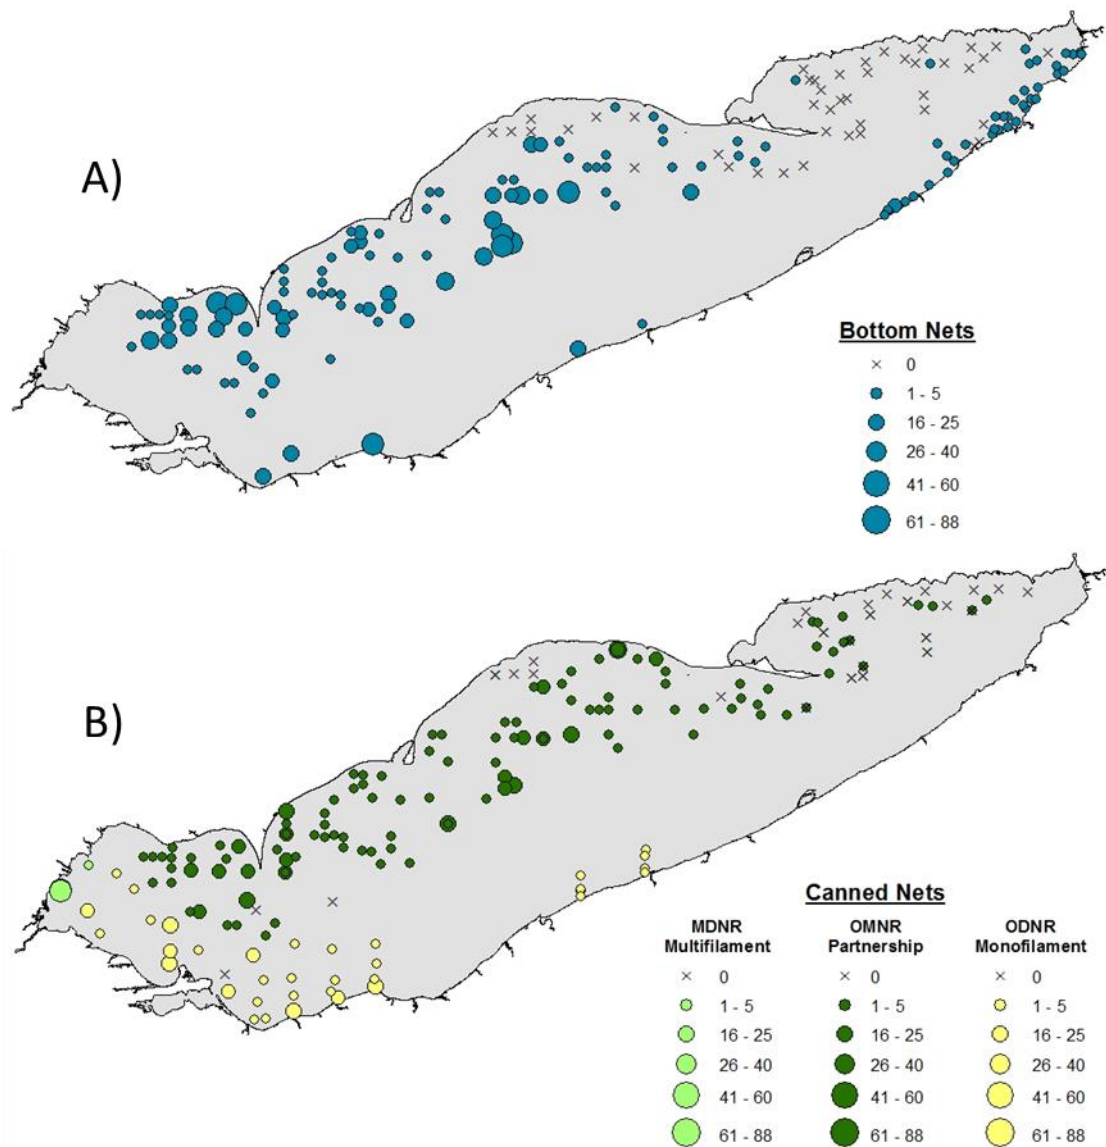 A)
Bottom Nets
0
1 - 5
16 - 25
26 - 40
41 - 60
61 - 88
B)
Canned Nets
MDNR OMNR ODNR
Multifilament Partnership Monofilament
0 0 0
1 - 5 1 - 5 1 - 5
16 - 25 16 - 25 16 - 25
26 - 40 26 - 40 26 - 40
41 - 60 41 - 60 41 - 60
61 - 88 61 - 88 61 - 88